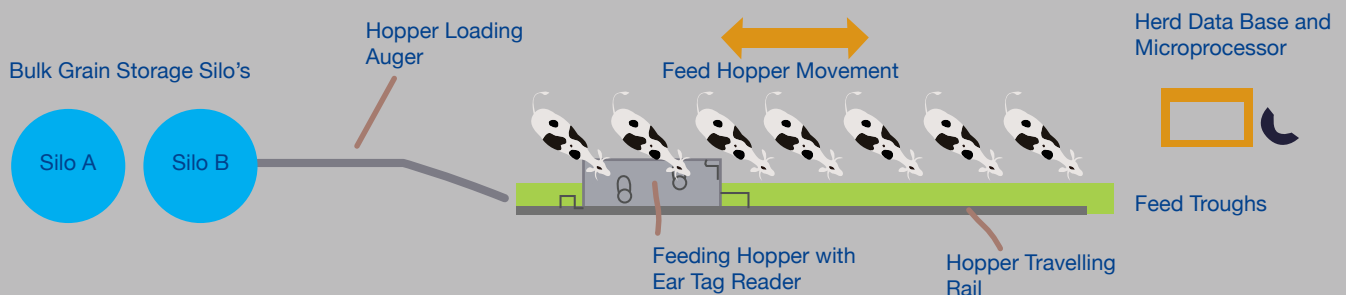 Hopper Loading
Auger
Bulk Grain Storage Silo's
Silo A
Silo B
Feed Hopper Movement
Herd Data Base and
Microprocessor
Feed Troughs
Feeding Hopper with
Ear Tag Reader
Hopper Travelling
Rail